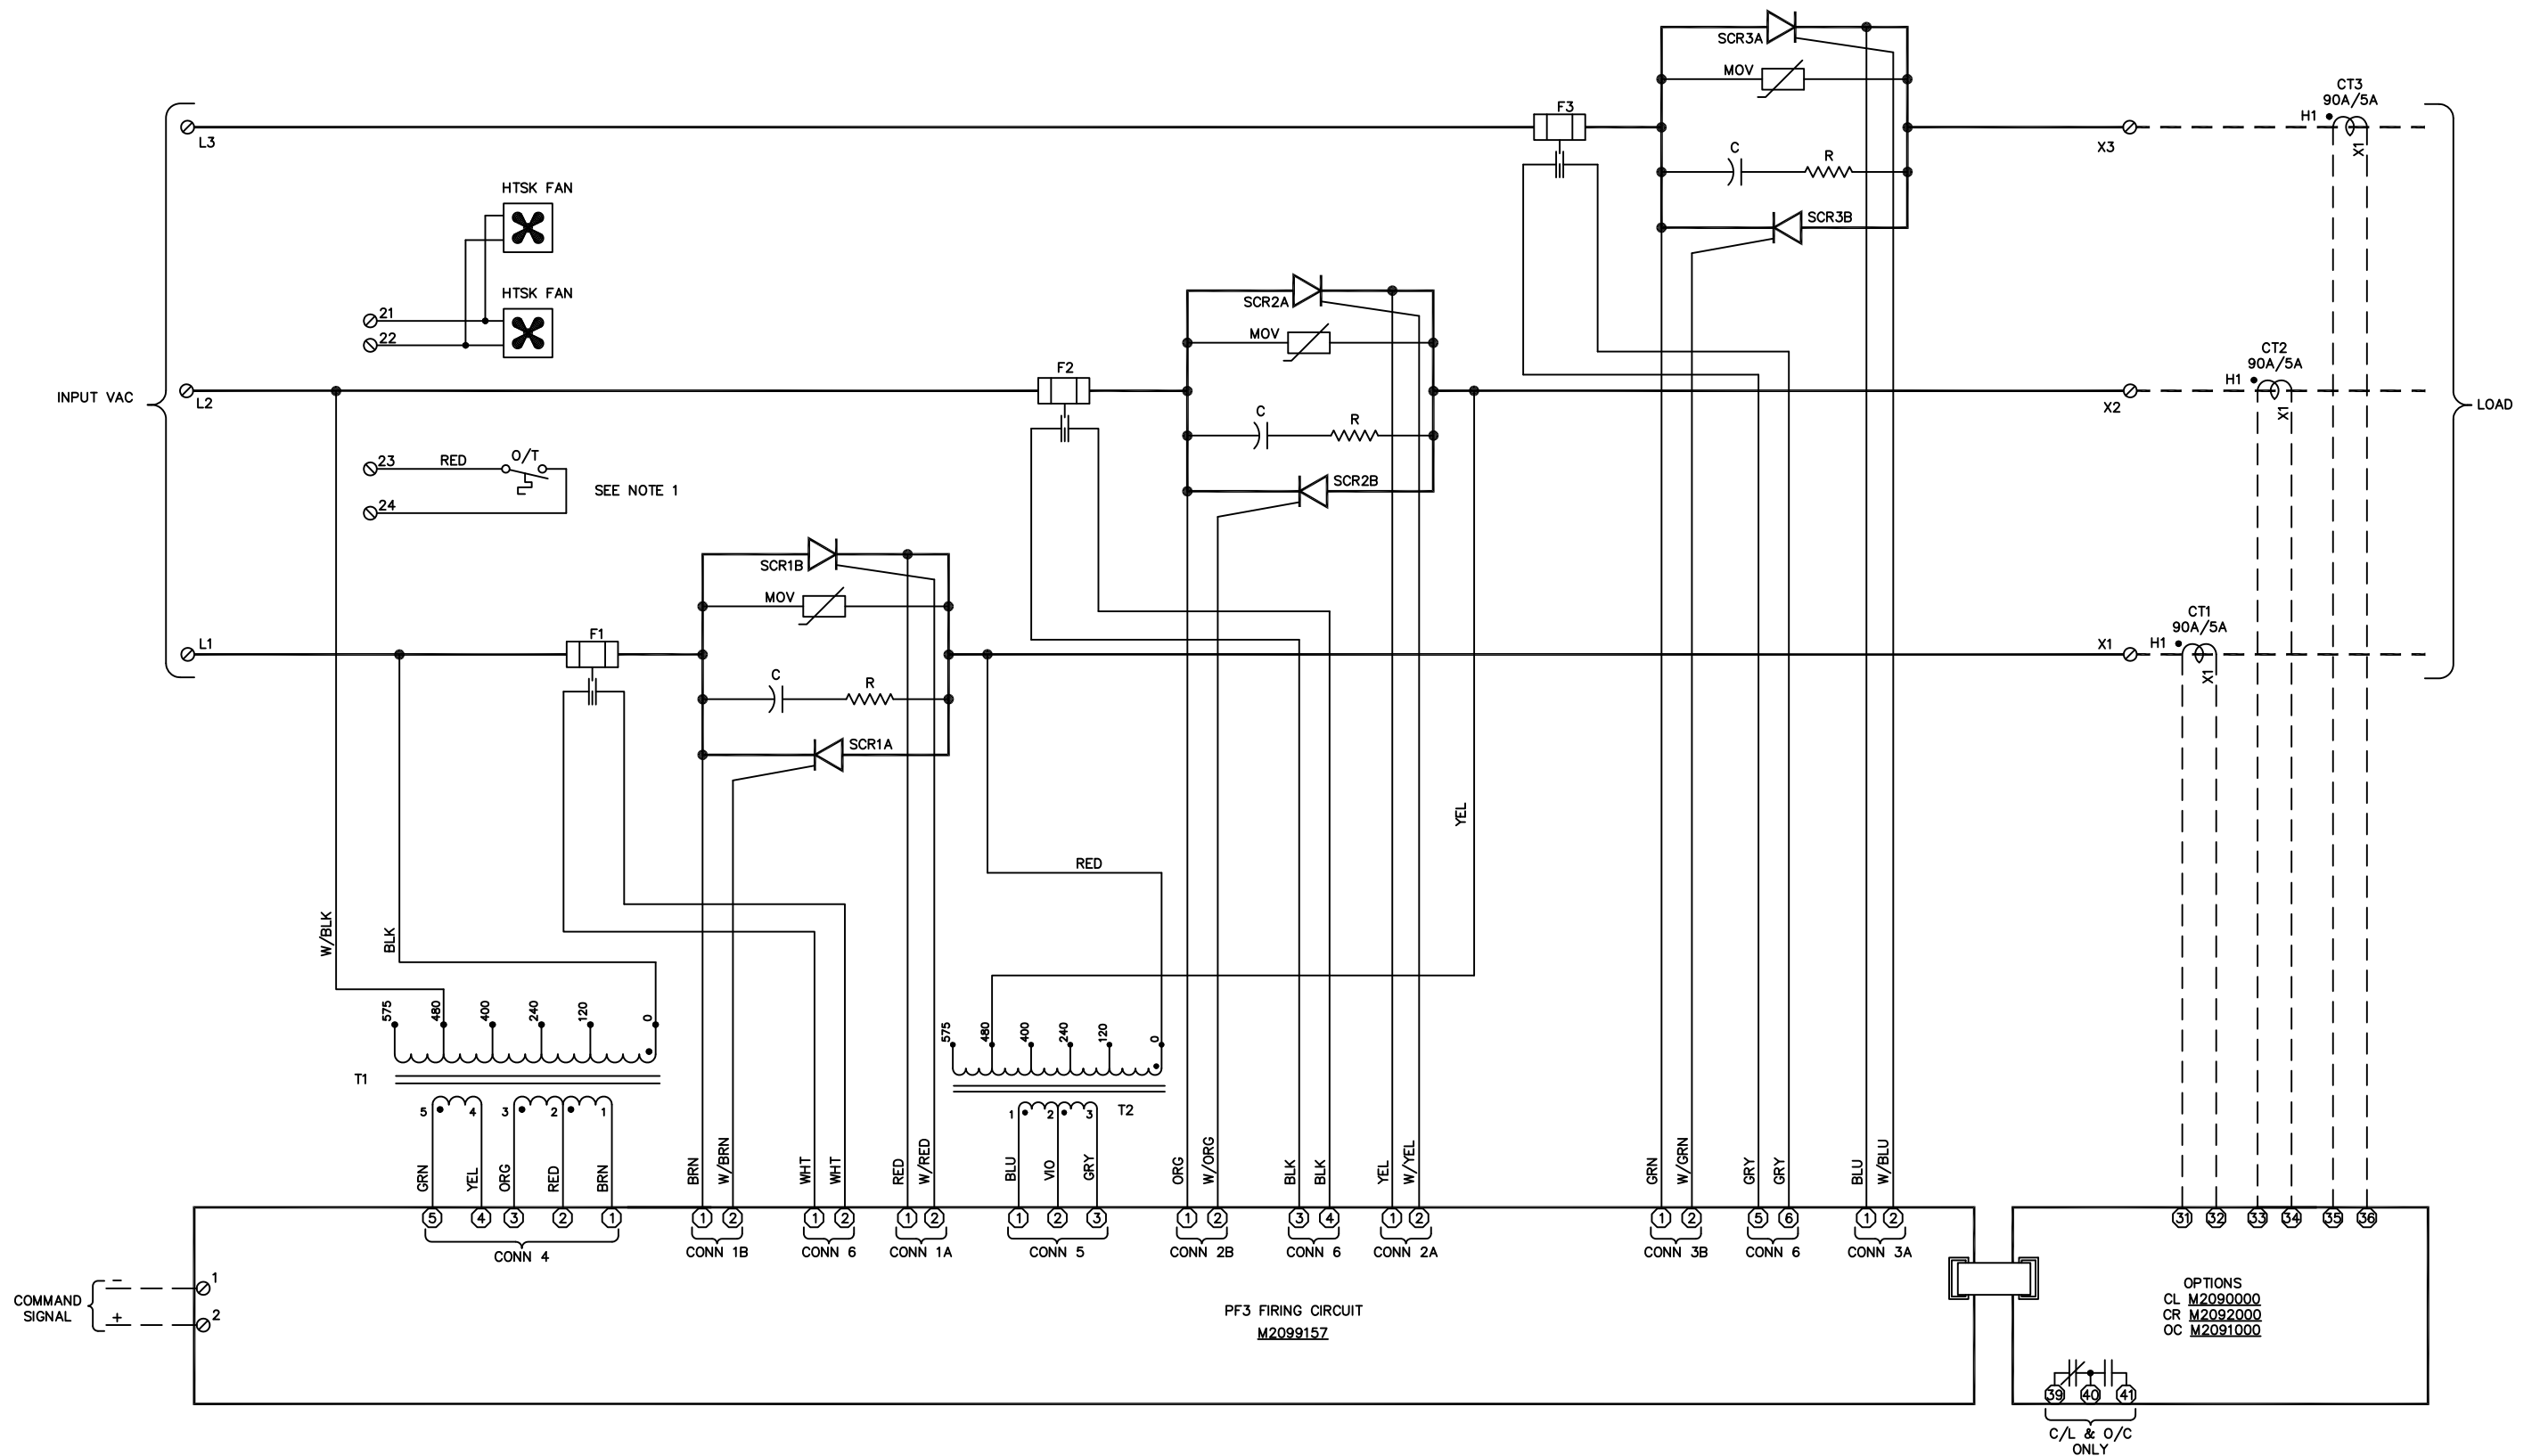 SCR3A
MOV
CT3
90A/5A
F3
H1
L3
X3
C
R
X1
HTSK FAN
SCR3B
HTSK FAN
SCR2A
21
22
MOV
CT2
90A/5A
F2
H1
INPUT VAC
L2
X2
LOAD
C
R
X1
23
RED
O/T
SEE NOTE 1
SCR2B
24
SCR1B
MOV
CT1
90A/5A
F1
L1
X1
H1
C
R
X1
SCR1A
YEL
RED
W/BLK
BLK
575
480
400
240
120
0
575
480
400
240
120
0
T1
T2
5
4
3
2
1
1
2
3
GRN
YEL
ORG
RED
BRN
BRN
W/BRN
WHT
WHT
RED
W/RED
BLU
VIO
GRY
ORG
W/ORG
BLK
BLK
YEL
W/YEL
GRN
W/GRN
GRY
GRY
BLU
W/BLU
5 4 3 2 1
1 2
1 2
1 2
1 2 3
1 2
3 4
1 2
1 2
5 6
1 2
31 32 33 34 35 36
CONN 4
CONN 1B
CONN 6
CONN 1A
CONN 5
CONN 2B
CONN 6
CONN 2A
CONN 3B
CONN 6
CONN 3A
COMMAND
SIGNAL
−
+
1
2
PF3 FIRING CIRCUIT
M2099157
OPTIONS
CL M2090000
CR M2092000
OC M2091000
39 40 41
C/L & O/C
ONLY